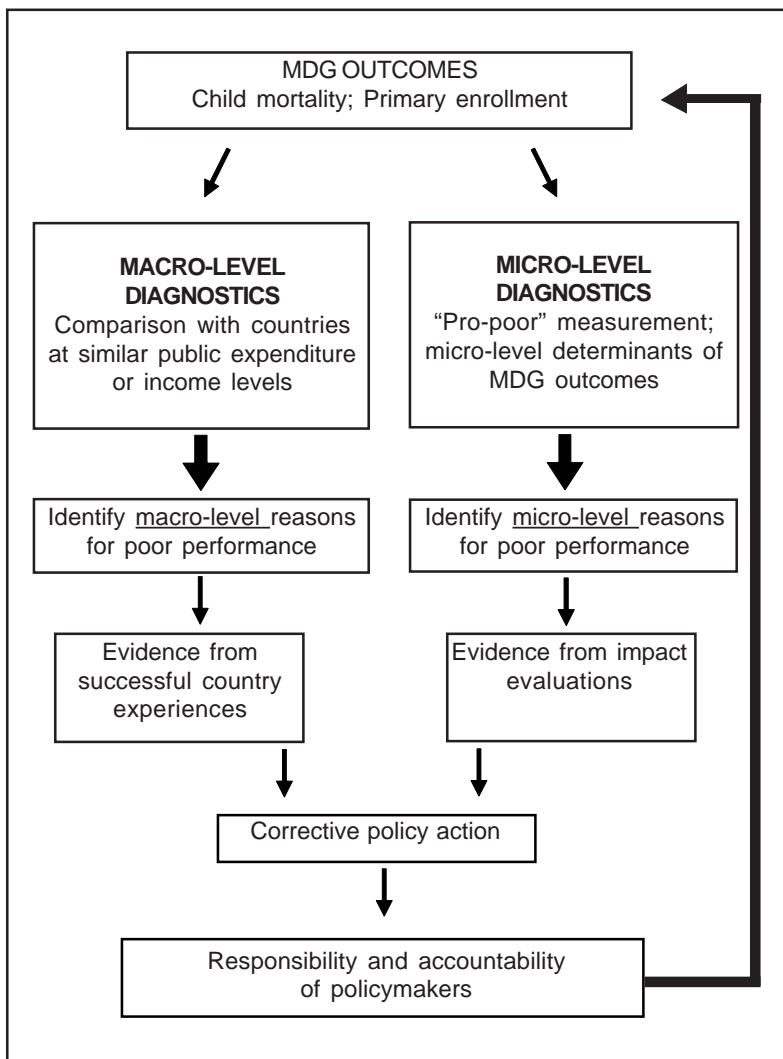 MDG OUTCOMES
Child mortality; Primary enrollment
MACRO-LEVEL
DIAGNOSTICS
Comparison with countries
at similar public expenditure
or income levels
MICRO-LEVEL
DIAGNOSTICS
“Pro-poor” measurement;
micro-level determinants of
MDG outcomes
Identify macro-level reasons
for poor performance
Identify micro-level reasons
for poor performance
Evidence from
successful country
experiences
Evidence from impact
evaluations
Corrective policy action
Responsibility and accountability
of policymakers